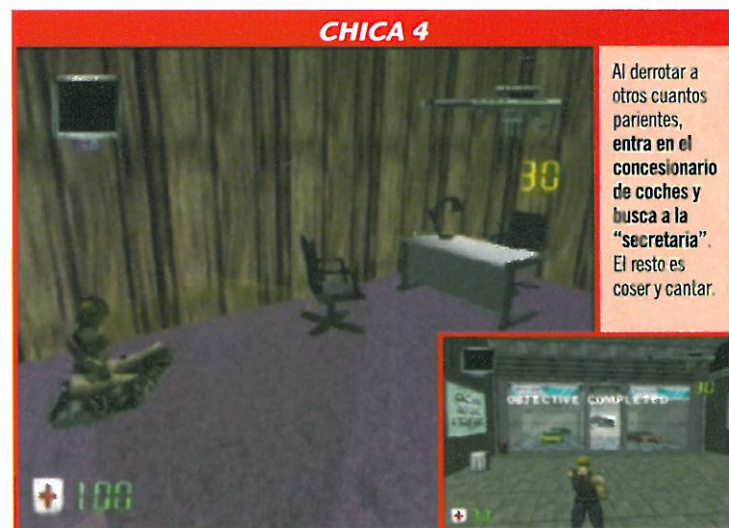 CHICA 4
Al derrotar a
otros cuantos
parientes,
entra en el
concesionario
de coches y
busca a la
"secretaria".
El resto es
coser y cantar.
30
100
30
OBJECTIVE COMPLETED